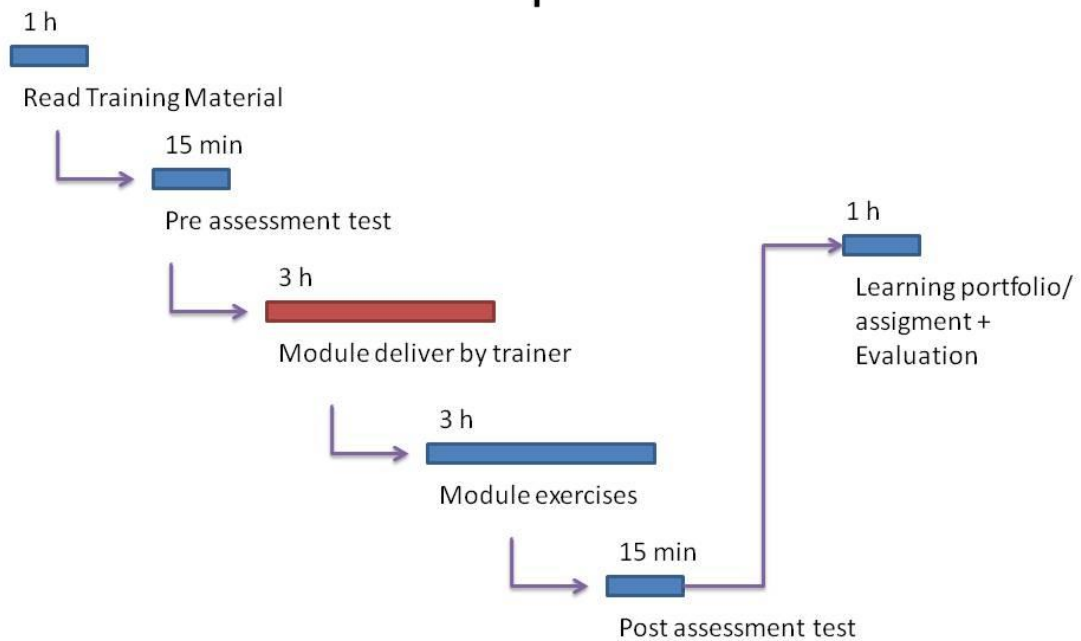 1 h
Read Training Material
15 min
Pre assessment test
3 h
Module deliver by trainer
3 h
Module exercises
15 min
Post assessment test
1 h
Learning portfolio/
assigment +
Evaluation